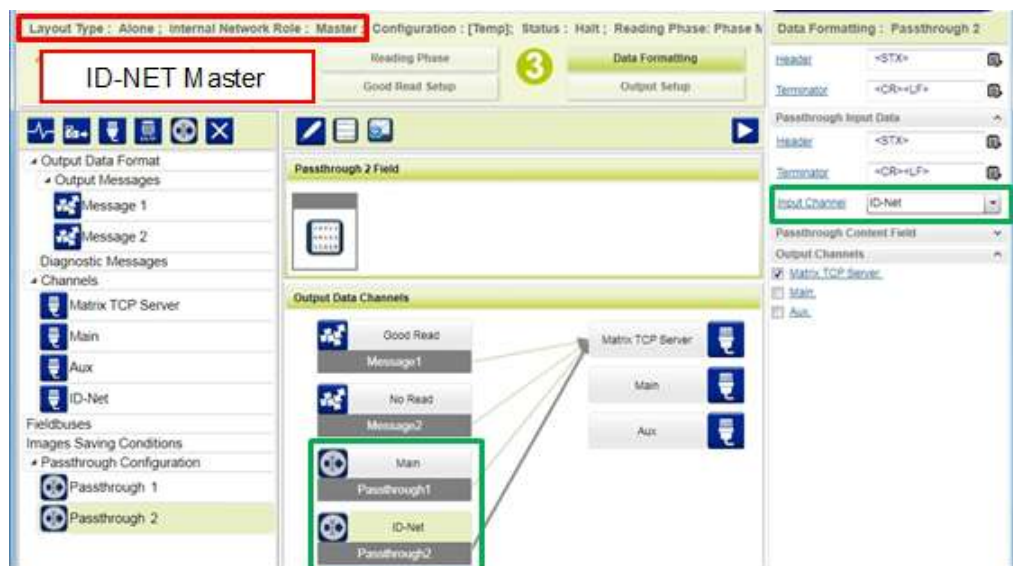 Layout Type : Alone ; Internal Network Role : Master ; Configuration : [Temp]; Status : Halt ; Reading Phase: Phase M
ID-NET Master
Reading Phase
Good Read Setup
3
Data Formatting
Output Setup
Output Data Format
Output Messages
Message 1
Message 2
Diagnostic Messages
Channels
Matrix TCP Server
Main
Aux
ID-Net
Fieldbuses
Images Saving Conditions
Passthrough Configuration
Passthrough 1
Passthrough 2
Passthrough 2 Field
Output Data Channels
Good Read
Message1
No Read
Message2
Main
Passthrough1
ID-Net
Passthrough2
Matrix TCP Server
Main
Aux
Data Formatting : Passthrough 2
Header <STX>
Terminator <CR><LF>
Passthrough Input Data
Header <STX>
Terminator <CR><LF>
Input Channel ID-Net
Passthrough Content Field
Output Channels
Matrix TCP Server
Main
Aux